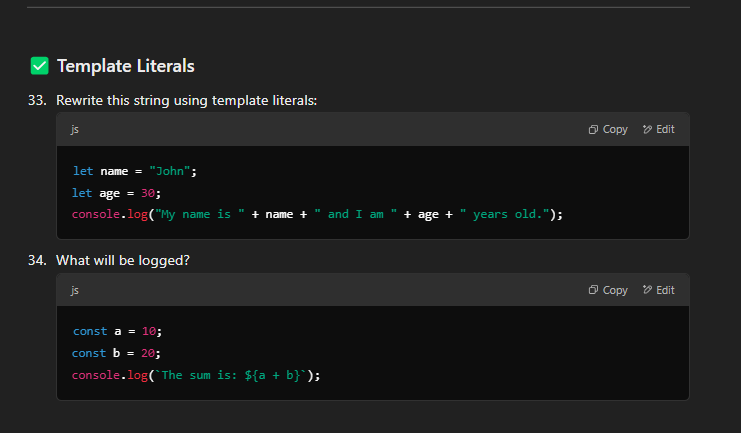 ✅ Template Literals
33. Rewrite this string using template literals:
js Copy Edit
let name = "John";
let age = 30;
console.log("My name is " + name + " and I am " + age + " years old.");
34. What will be logged?
js Copy Edit
const a = 10;
const b = 20;
console.log(`The sum is: ${a + b}`);